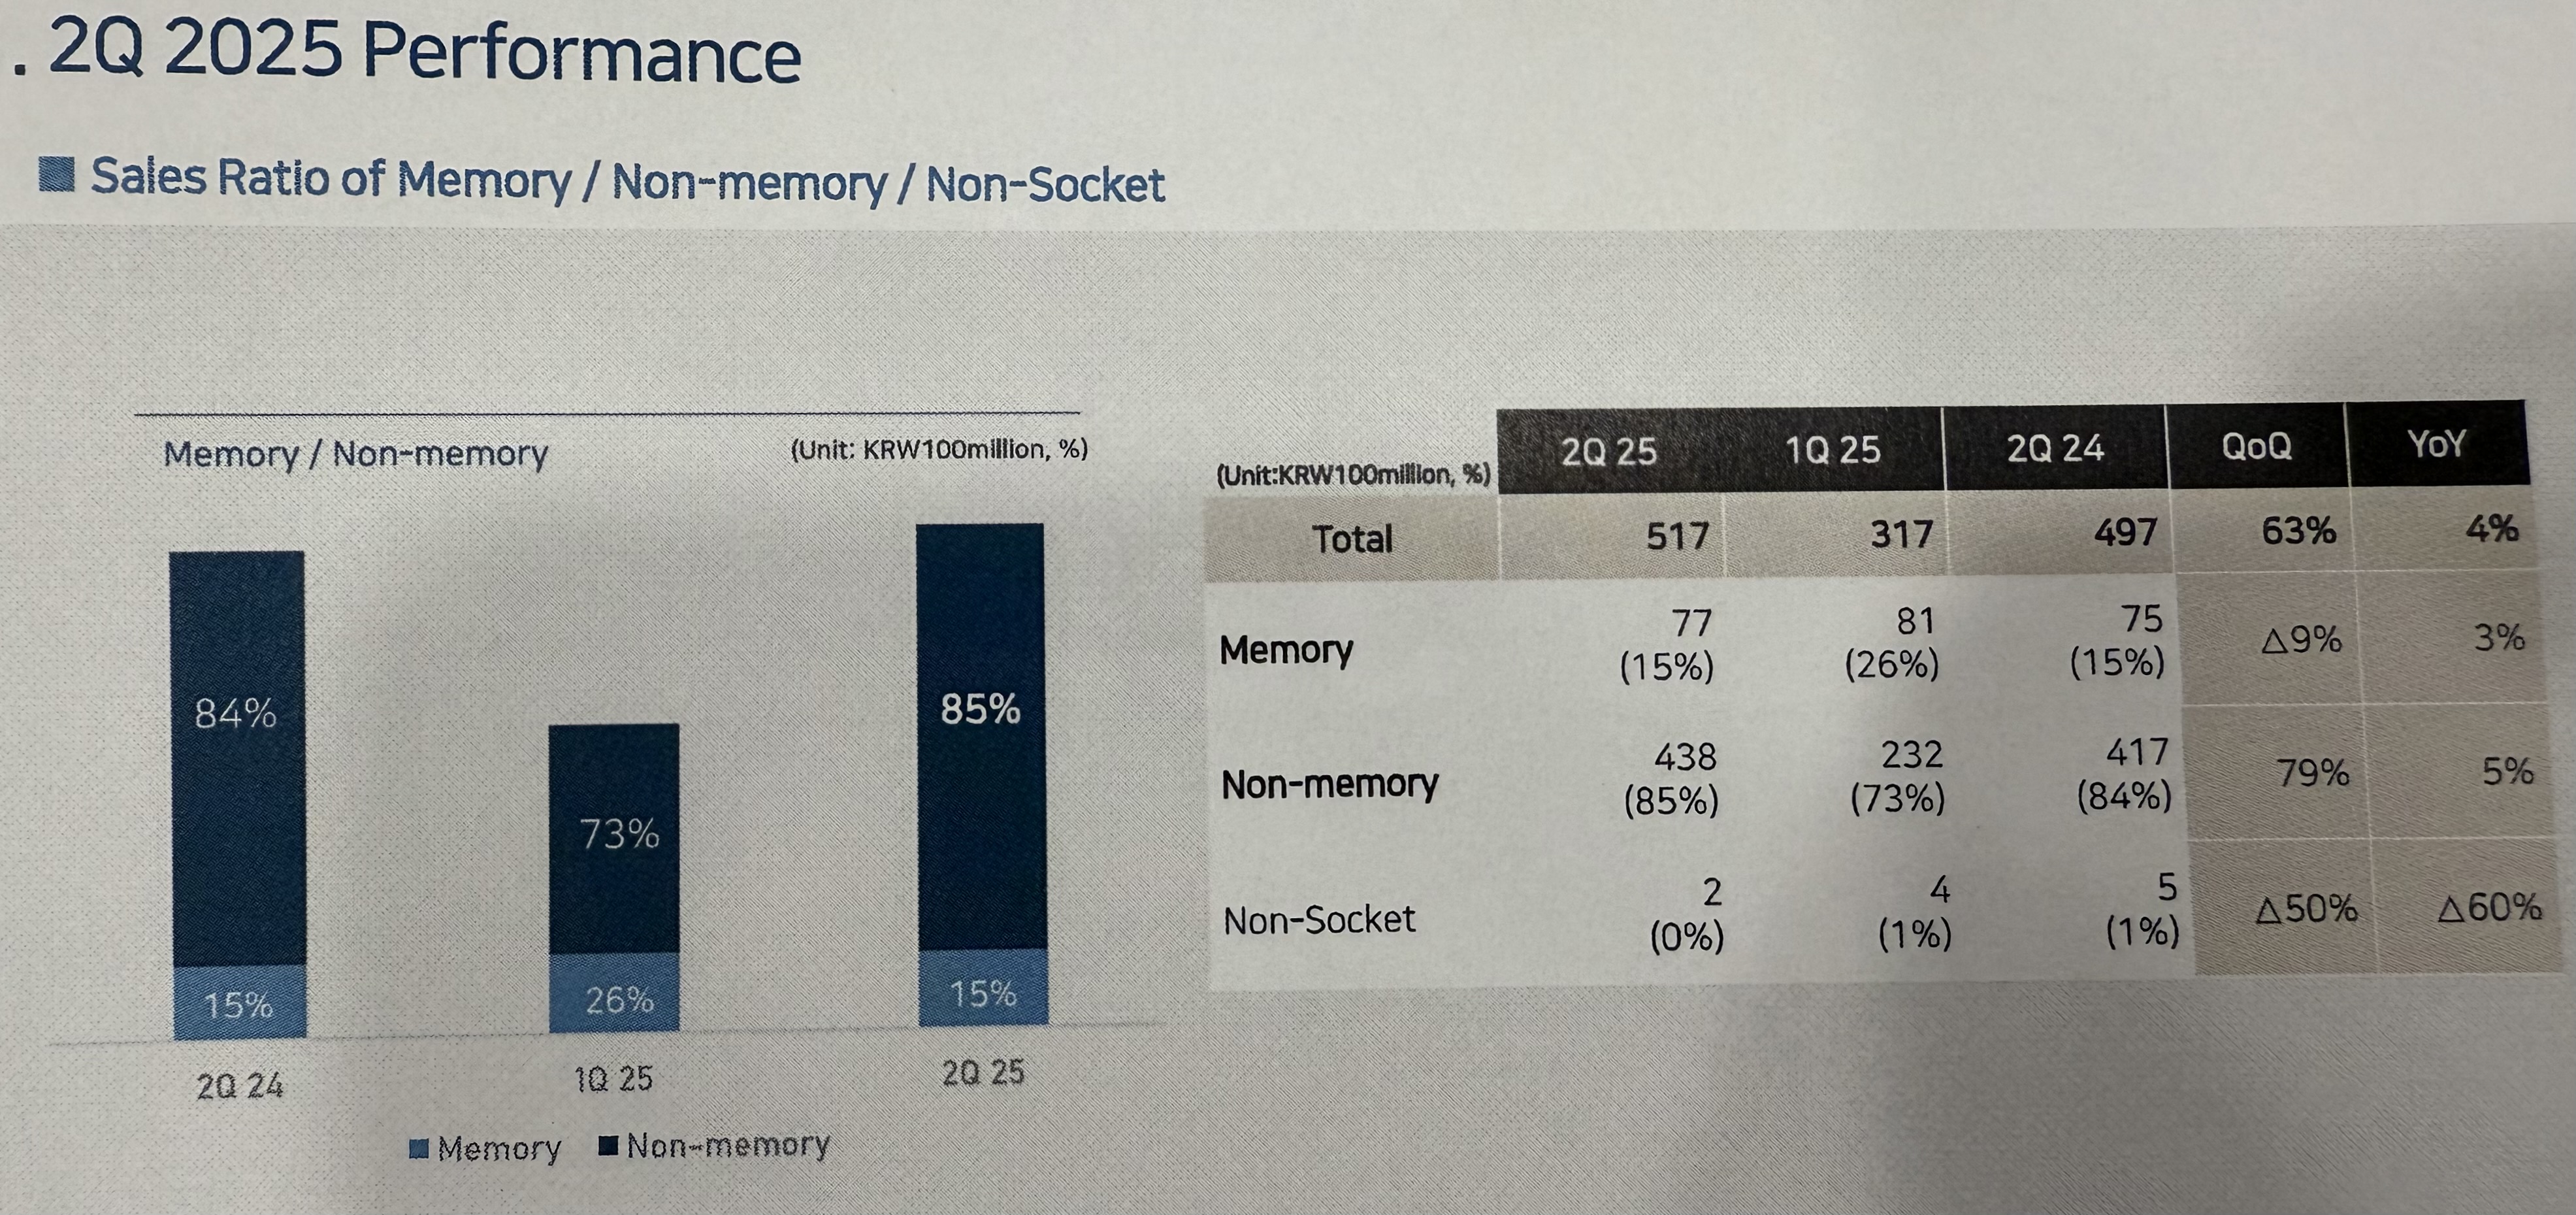 . 2Q 2025 Performance
Sales Ratio of Memory / Non-memory / Non-Socket
Memory / Non-memory (Unit: KRW100million, %)
84%
15%
2Q 24
73%
26%
1Q 25
85%
15%
2Q 25
Memory Non-memory
(Unit:KRW100million, %) 2Q 25 1Q 25 2Q 24 QoQ YoY
Total 517 317 497 63% 4%
Memory 77 81 75 △9% 3%
(15%) (26%) (15%)
Non-memory 438 232 417 79% 5%
(85%) (73%) (84%)
Non-Socket 2 4 5 △50% △60%
(0%) (1%) (1%)